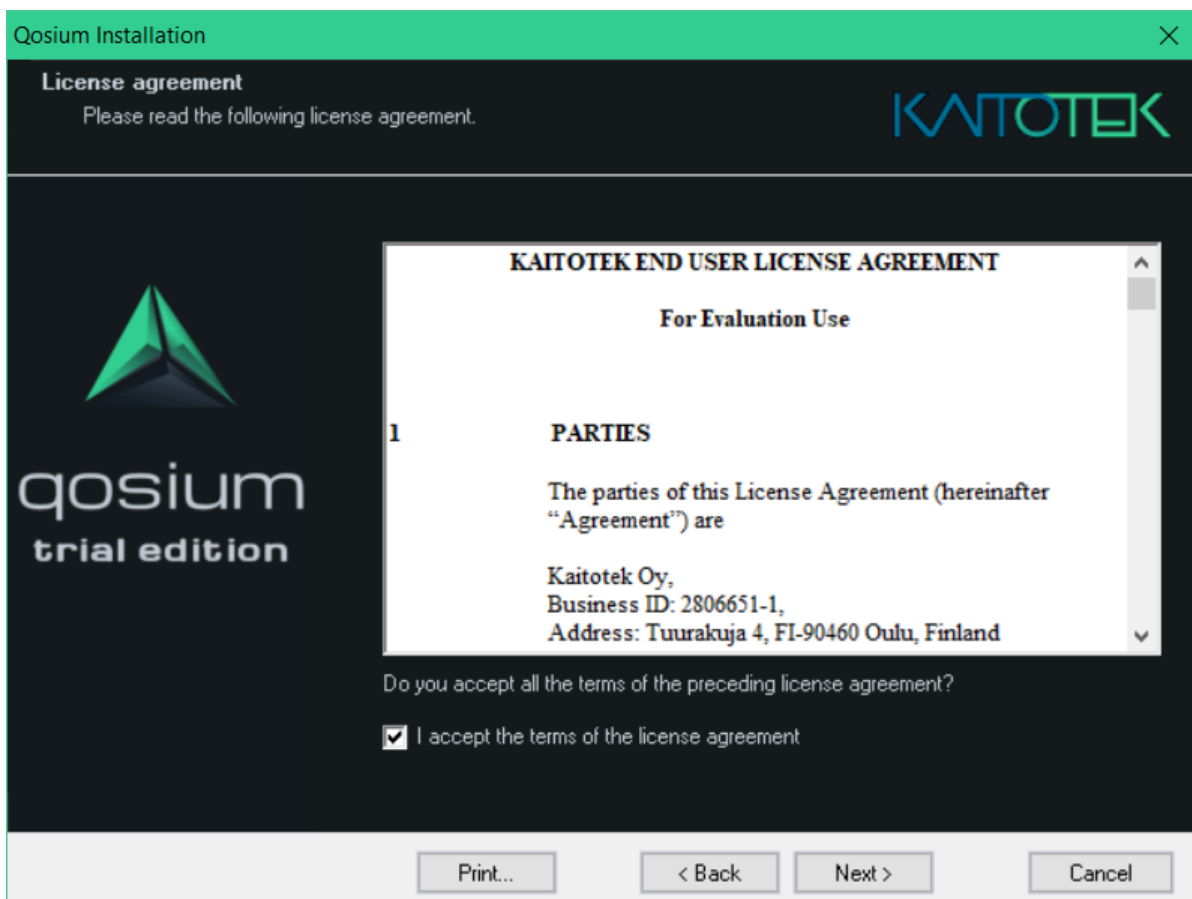 Qosium Installation
License agreement
Please read the following license agreement.
KAITOTEK
KAITOTEK END USER LICENSE AGREEMENT
For Evaluation Use
1 PARTIES
The parties of this License Agreement (hereinafter
“Agreement”) are
Kaitotek Oy,
Business ID: 2806651-1,
Address: Tuurakuja 4, FI-90460 Oulu, Finland
qosium
trial edition
Do you accept all the terms of the preceding license agreement?
I accept the terms of the license agreement
Print... < Back Next > Cancel